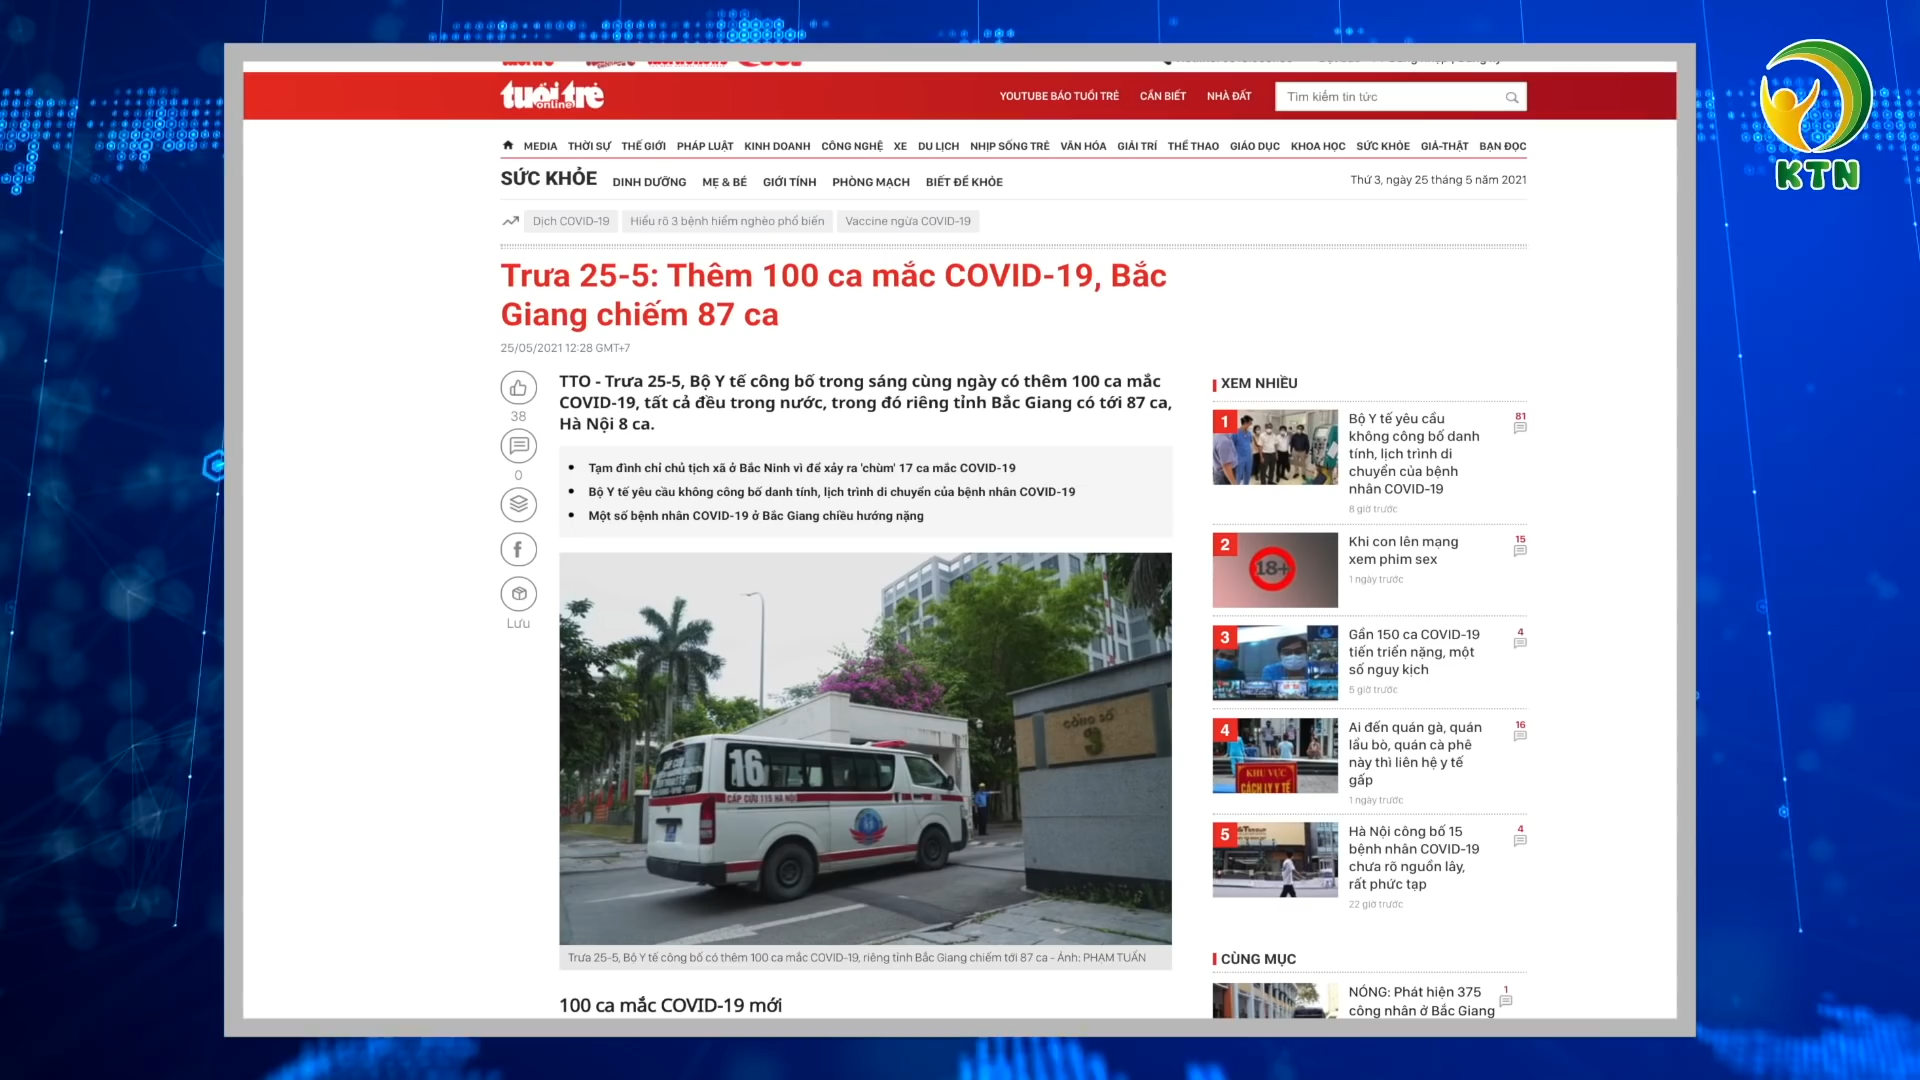 tuổi trẻ
online
YOUTUBE BÁO TUỔI TRẺ CẦN BIẾT NHÀ ĐẤT
Tìm kiếm tin tức
KTN
MEDIA THỜI SỰ THẾ GIỚI PHÁP LUẬT KINH DOANH CÔNG NGHỆ XE DU LỊCH NHỊP SỐNG TRẺ VĂN HÓA GIẢI TRÍ THỂ THAO GIÁO DỤC KHOA HỌC SỨC KHỎE GIẢ-THẬT BẠN ĐỌC
SỨC KHỎE DINH DƯỠNG MẸ & BÉ GIỚI TÍNH PHÒNG MẠCH BIẾT ĐỂ KHỎE
Thứ 3, ngày 25 tháng 5 năm 2021
Dịch COVID-19 Hiểu rõ 3 bệnh hiểm nghèo phổ biến Vaccine ngừa COVID-19
Trưa 25-5: Thêm 100 ca mắc COVID-19, Bắc
Giang chiếm 87 ca
25/05/2021 12:28 GMT+7
38
0
Lưu
TTO - Trưa 25-5, Bộ Y tế công bố trong sáng cùng ngày có thêm 100 ca mắc
COVID-19, tất cả đều trong nước, trong đó riêng tỉnh Bắc Giang có tới 87 ca,
Hà Nội 8 ca.
Tạm đình chỉ chủ tịch xã ở Bắc Ninh vì để xảy ra 'chùm' 17 ca mắc COVID-19
Bộ Y tế yêu cầu không công bố danh tính, lịch trình di chuyển của bệnh nhân COVID-19
Một số bệnh nhân COVID-19 ở Bắc Giang chiều hướng nặng
CỔNG SỐ
3
16
CẤP CỨU 115 HÀ NỘI
Trưa 25-5, Bộ Y tế công bố có thêm 100 ca mắc COVID-19, riêng tỉnh Bắc Giang chiếm tới 87 ca - Ảnh: PHẠM TUẤN
100 ca mắc COVID-19 mới
XEM NHIỀU
1
Bộ Y tế yêu cầu
không công bố danh
tính, lịch trình di
chuyển của bệnh
nhân COVID-19
8 giờ trước
81
2
18+
Khi con lên mạng
xem phim sex
1 ngày trước
15
3
Gần 150 ca COVID-19
tiến triển nặng, một
số nguy kịch
5 giờ trước
4
4
KHU VỰC
CÁCH LY Y TẾ
Ai đến quán gà, quán
lẩu bò, quán cà phê
này thì liên hệ y tế
gấp
1 ngày trước
16
5
Hà Nội công bố 15
bệnh nhân COVID-19
chưa rõ nguồn lây,
rất phức tạp
22 giờ trước
4
CÙNG MỤC
NÓNG: Phát hiện 375
công nhân ở Bắc Giang
1